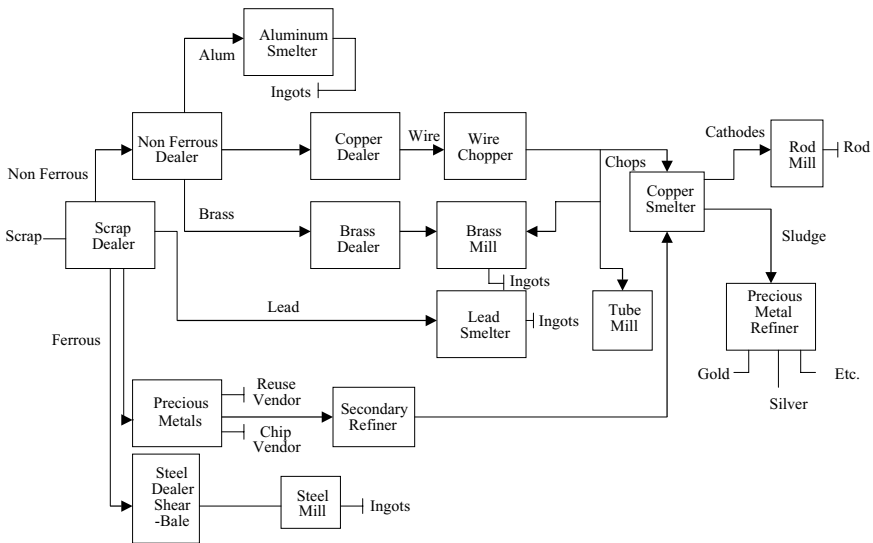 Aluminum
Smelter
Alum
Ingots
Non Ferrous
Dealer
Copper
Dealer
Wire
Wire
Chopper
Chops
Cathodes
Rod
Mill
Rod
Non Ferrous
Copper
Smelter
Scrap
Scrap
Dealer
Brass
Brass
Dealer
Brass
Mill
Sludge
Ingots
Lead
Lead
Smelter
Ingots
Tube
Mill
Precious
Metal
Refiner
Ferrous
Gold
Silver
Etc.
Precious
Metals
Reuse
Vendor
Chip
Vendor
Secondary
Refiner
Steel
Dealer
Shear
-Bale
Steel
Mill
Ingots